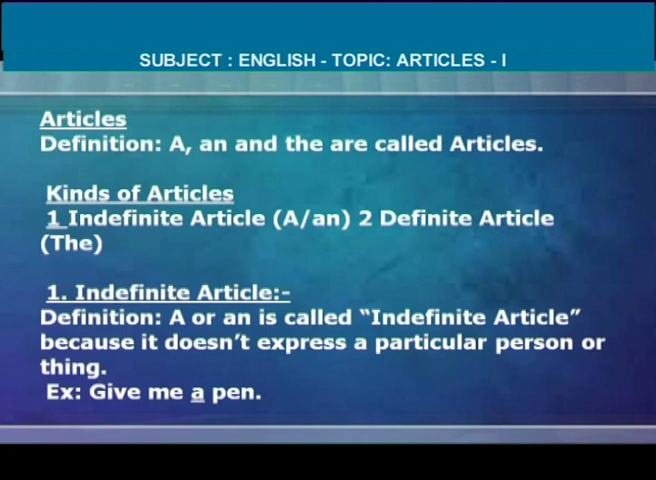 SUBJECT : ENGLISH - TOPIC: ARTICLES - I
Articles
Definition: A, an and the are called Articles.
Kinds of Articles
1 Indefinite Article (A/an) 2 Definite Article
(The)
1. Indefinite Article:-
Definition: A or an is called “Indefinite Article”
because it doesn’t express a particular person or
thing.
Ex: Give me a pen.